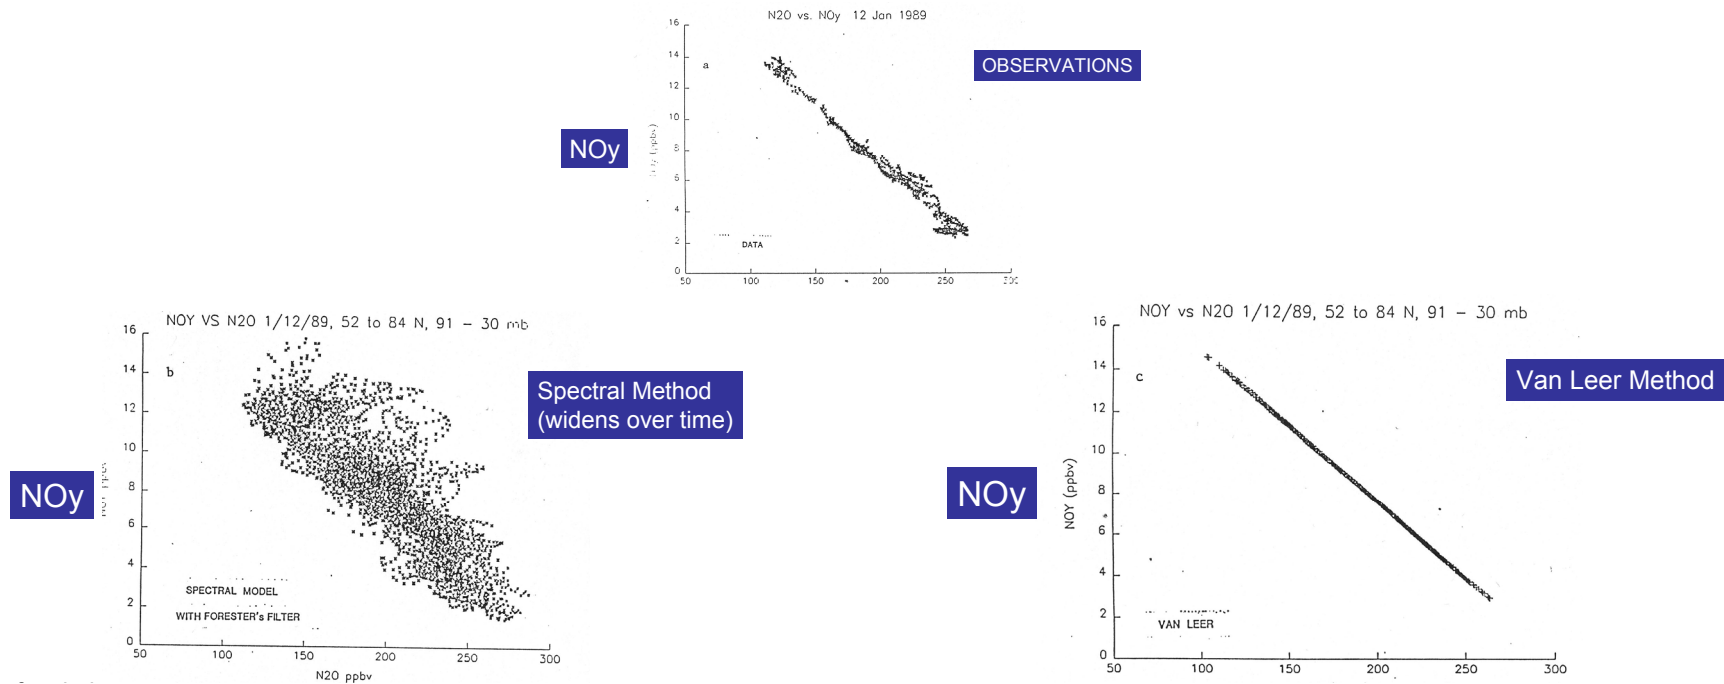 N2O vs. NOy 12 Jan 1989
16
14
12
10
8
6
4
2
0
a
OBSERVATIONS
NOy
DATA
50
100
150
200
250
NOY VS N2O 1/12/89, 52 to 84 N, 91 - 30 mb
16
14
12
10
8
6
4
2
0
b
Spectral Method
(widens over time)
NOy
SPECTRAL MODEL
WITH FORESTER's FILTER
50
100
150
200
250
300
N2O ppbv
NOY vs N2O 1/12/89, 52 to 84 N, 91 - 30 mb
16
14
12
10
8
6
4
2
0
c
Van Leer Method
NOy
NOY (ppbv)
VAN LEER
50
100
150
200
250
300